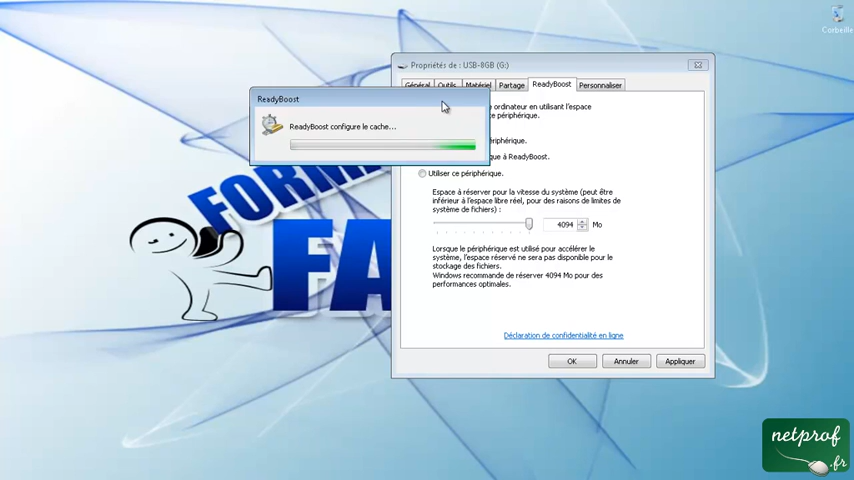 Corbeille
Propriétés de : USB-8GB (G:)
Général Outils Matériel Partage ReadyBoost Personnaliser
ReadyBoost
ReadyBoost configure le cache...
ordinateur en utilisant l'espace
ce périphérique.
périphérique.
que à ReadyBoost.
Utiliser ce périphérique.
Espace à réserver pour la vitesse du système (peut être
inférieur à l'espace libre réel, pour des raisons de limites de
système de fichiers) :
4094 Mo
Lorsque le périphérique est utilisé pour accélérer le
système, l'espace réservé ne sera pas disponible pour le
stockage des fichiers.
Windows recommande de réserver 4094 Mo pour des
performances optimales.
Déclaration de confidentialité en ligne
OK Annuler Appliquer
FORM
FA
netprof
.fr